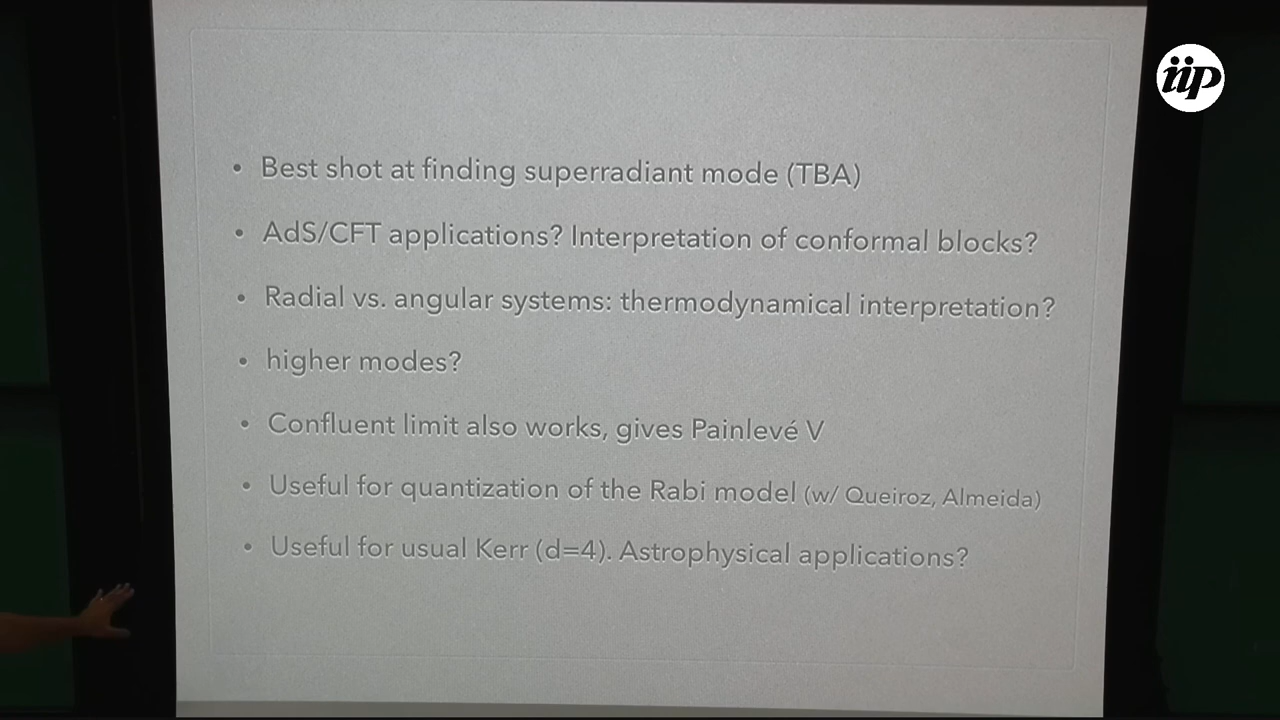 iip
• Best shot at finding superradiant mode (TBA)
• AdS/CFT applications? Interpretation of conformal blocks?
• Radial vs. angular systems: thermodynamical interpretation?
• higher modes?
• Confluent limit also works, gives Painlevé V
• Useful for quantization of the Rabi model (w/ Queiroz, Almeida)
• Useful for usual Kerr (d=4). Astrophysical applications?